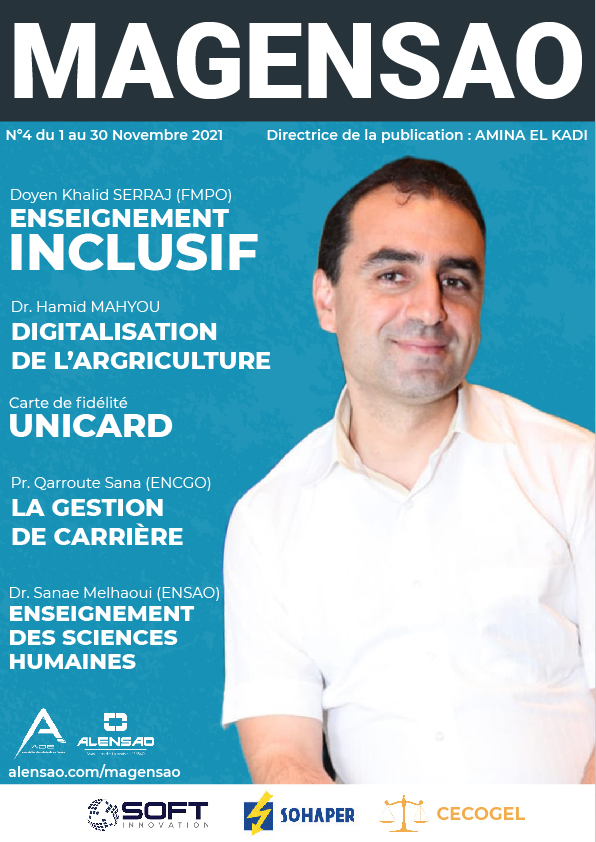 MAGENSAO
N°4 du 1 au 30 Novembre 2021
Directrice de la publication : AMINA EL KADI
Doyen Khalid SERRAJ (FMPO)
ENSEIGNEMENT
INCLUSIF
Dr. Hamid MAHYOU
DIGITALISATION
DE L’ARGRICULTURE
Carte de fidélité
UNICARD
Pr. Qarroute Sana (ENCGO)
LA GESTION
DE CARRIÈRE
Dr. Sanae Melhaoui (ENSAO)
ENSEIGNEMENT
DES SCIENCES
HUMAINES
ADE
ALENSAO
alensao.com/magensao
SOFT
INNOVATION
SOHAPER
CECOGEL